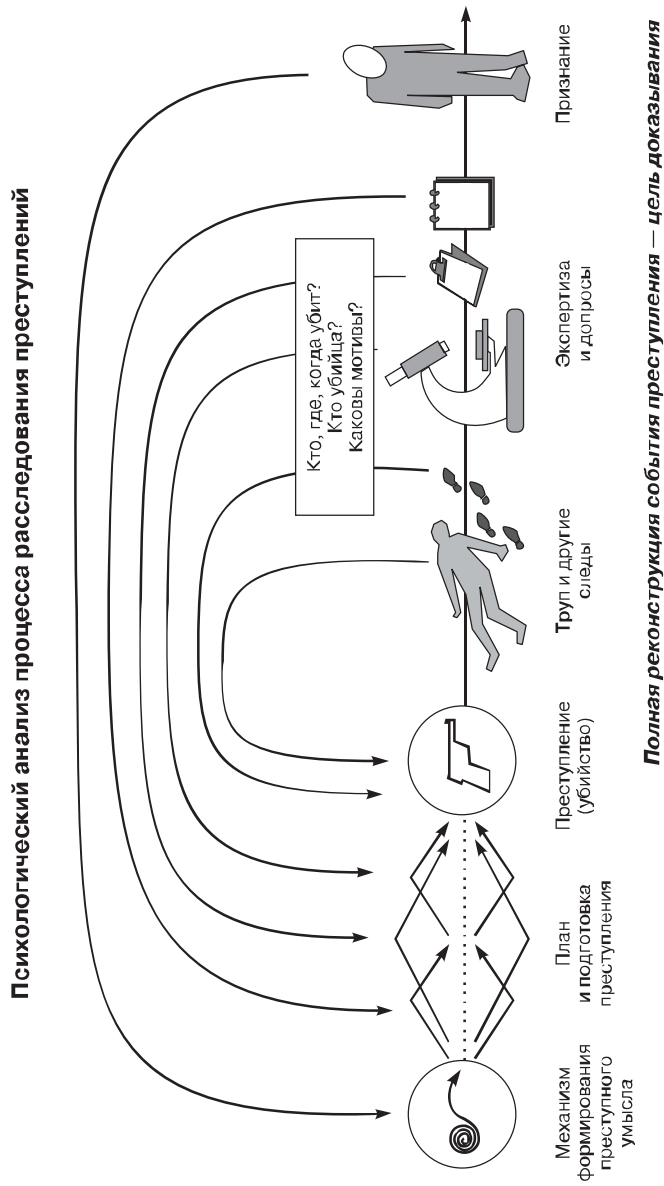 Психологический анализ процесса расследования преступлений
Кто, где, когда убит?
Кто убийца?
Каковы мотивы?
Механизм
формирования
преступного
умысла
План
и подготовка
преступления
Преступление
(убийство)
Труп и другие
следы
Экспертиза
и допросы
Признание
Полная реконструкция события преступления — цель доказывания